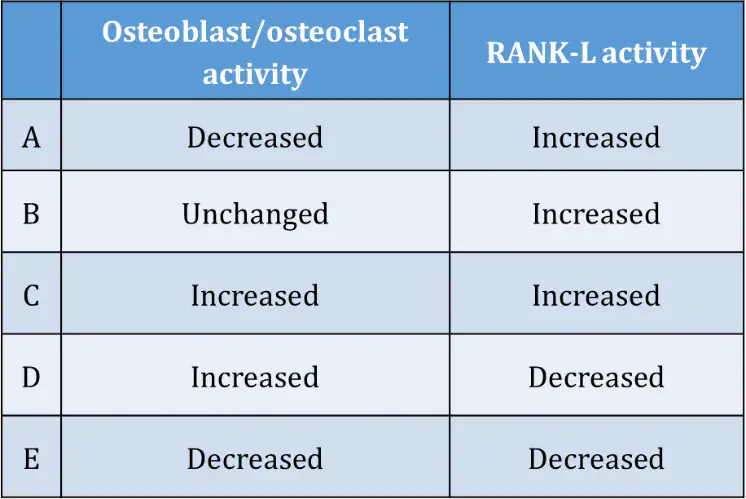 Osteoblast/osteoclast
activity
RANK-L activity
A Decreased Increased
B Unchanged Increased
C Increased Increased
D Increased Decreased
E Decreased Decreased